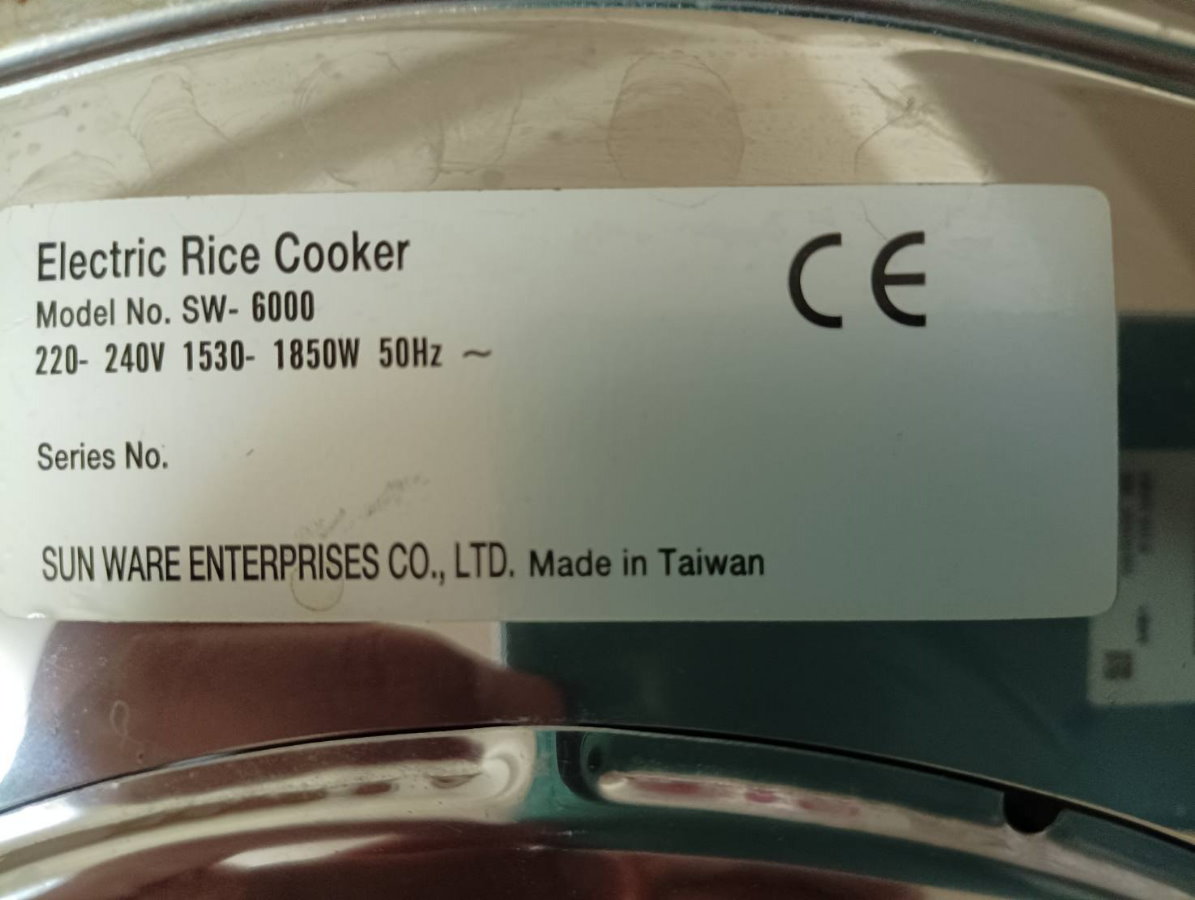 Electric Rice Cooker
CE
Model No. SW- 6000
220- 240V 1530- 1850W 50Hz ~
Series No.
SUN WARE ENTERPRISES CO., LTD. Made in Taiwan